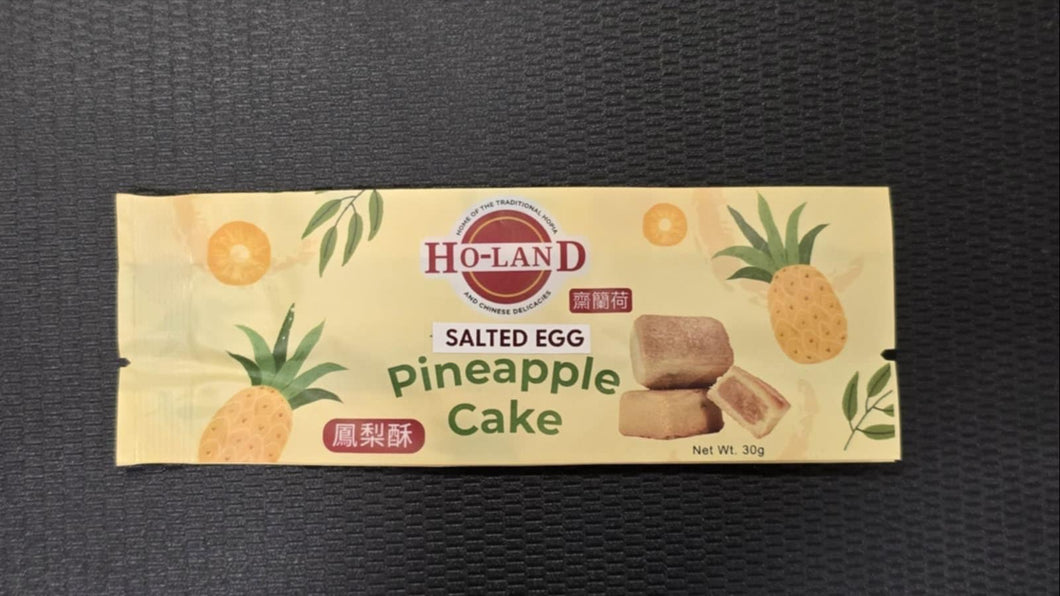 HOME OF THE TRADITIONAL HOPIA
HO-LAND
AND CHINESE DELICACIES
齋籣荷
SALTED EGG
Pineapple
Cake
鳳梨酥
Net Wt. 30g